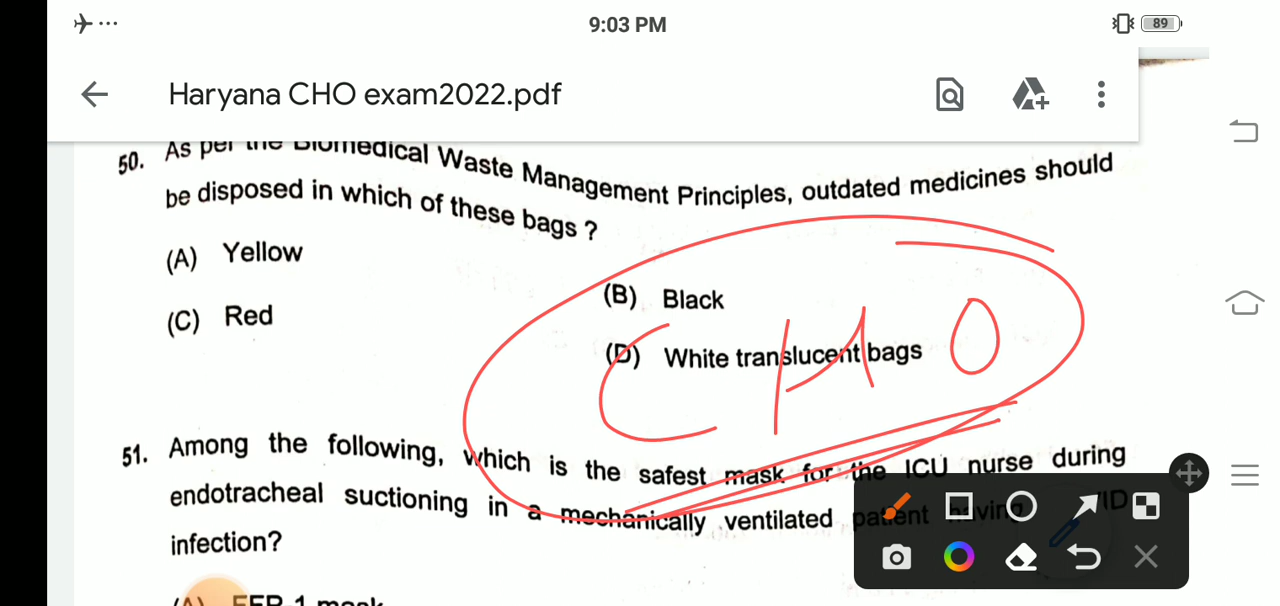 9:03 PM
89
Haryana CHO exam2022.pdf
50. As per the Biomedical Waste Management Principles, outdated medicines should
be disposed in which of these bags ?
(A) Yellow
(B) Black
(C) Red
(D) White translucent bags
CHO
51. Among the following, which is the safest mask for the ICU nurse during
endotracheal suctioning in a mechanically ventilated patient having
infection?